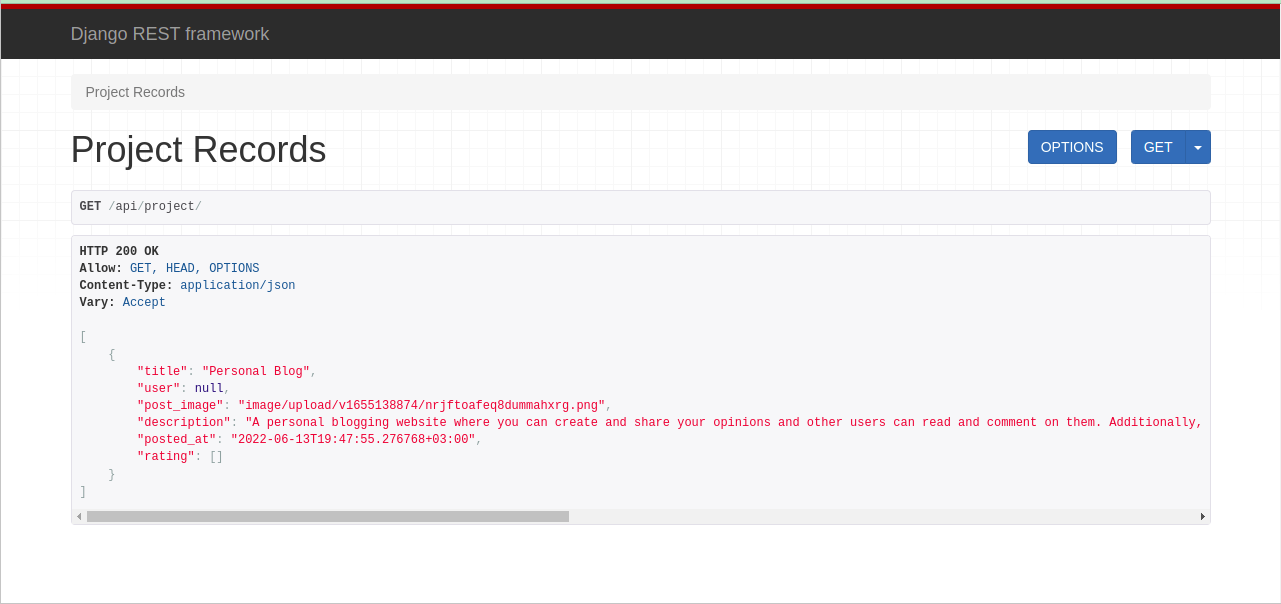 Django REST framework
Project Records
Project Records
OPTIONS
GET
GET /api/project/
HTTP 200 OK
Allow: GET, HEAD, OPTIONS
Content-Type: application/json
Vary: Accept
[
    {
        "title": "Personal Blog",
        "user": null,
        "post_image": "image/upload/v1655138874/nrjftoafeq8dummahxrg.png",
        "description": "A personal blogging website where you can create and share your opinions and other users can read and comment on them. Additionally,
        "posted_at": "2022-06-13T19:47:55.276768+03:00",
        "rating": []
    }
]